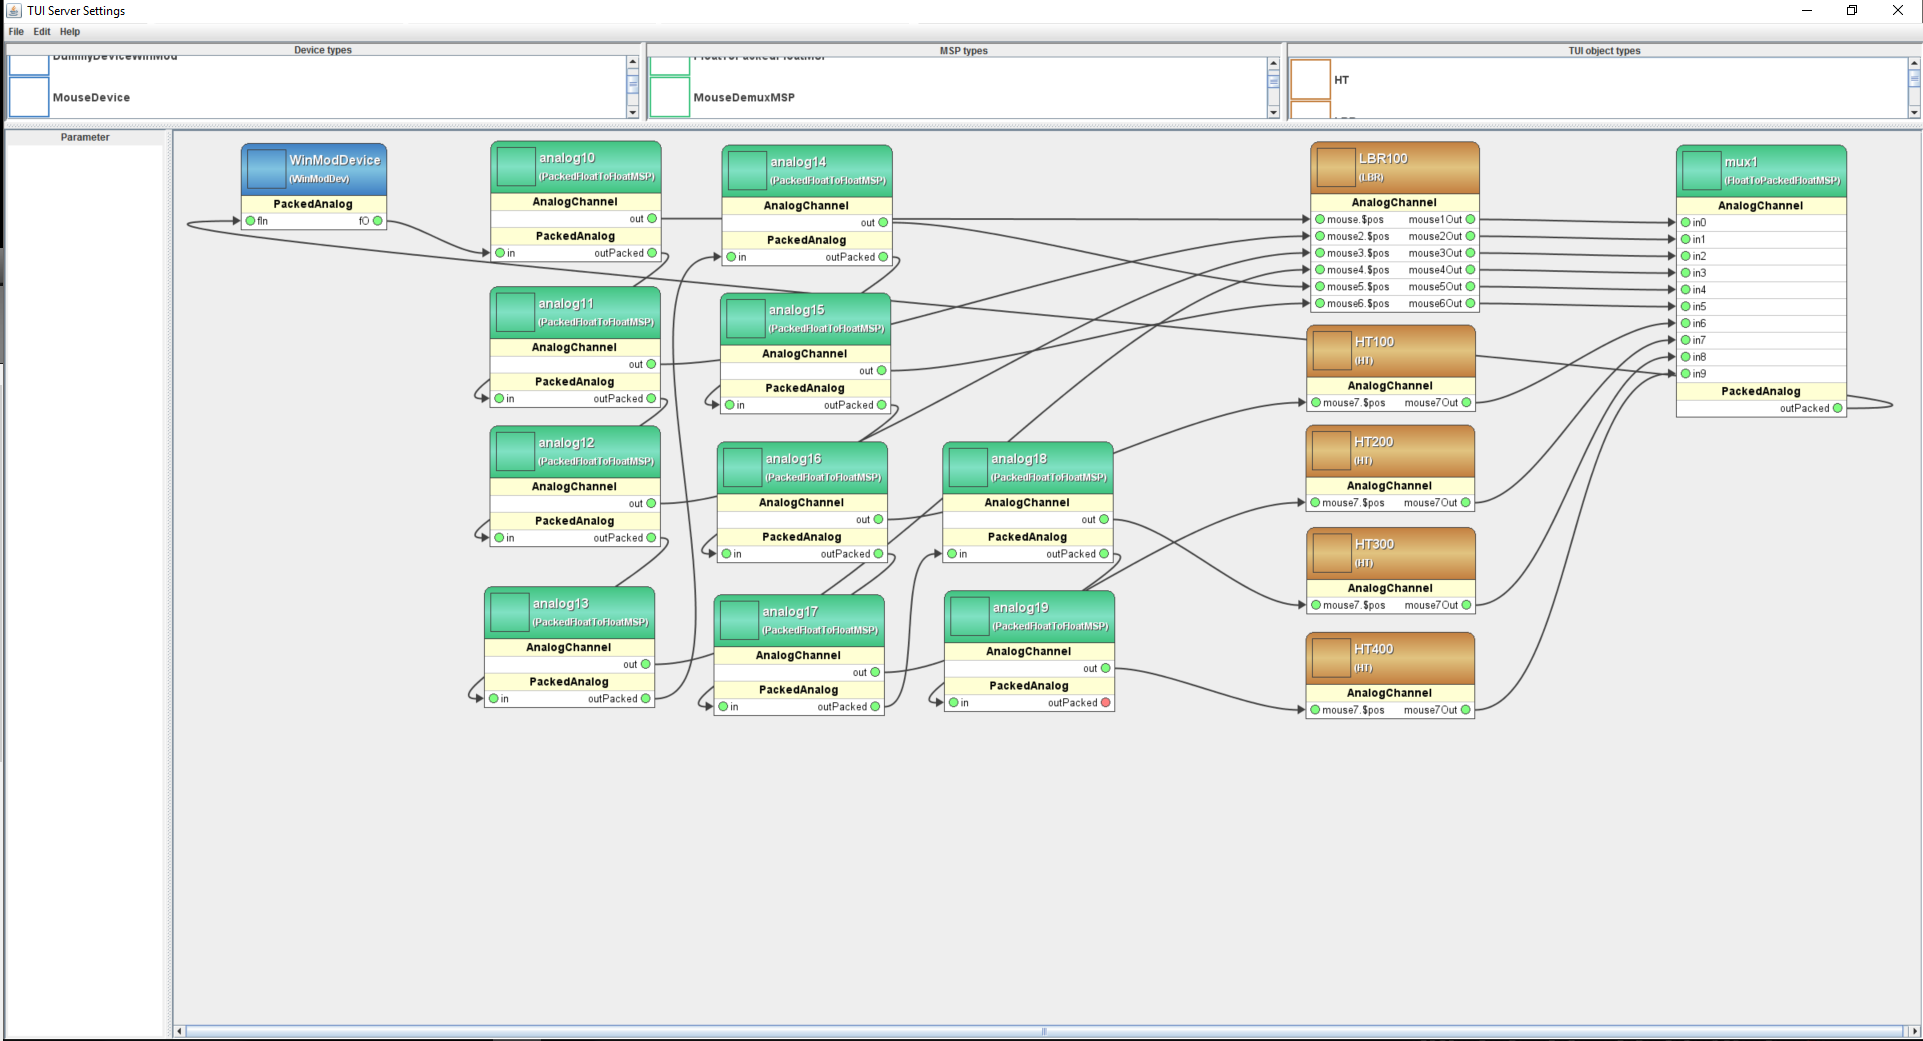 TUI Server Settings
File Edit Help
Device types
MSP types
TUI object types
DummyDeviceWinMod
MouseDevice
FloatToPackedFloatMSP
MouseDemuxMSP
HT
Parameter
WinModDevice
(WinModDev)
PackedAnalog
fIn fO
analog10
(PackedFloatToFloatMSP)
AnalogChannel
out
PackedAnalog
in outPacked
analog11
(PackedFloatToFloatMSP)
AnalogChannel
out
PackedAnalog
in outPacked
analog12
(PackedFloatToFloatMSP)
AnalogChannel
out
PackedAnalog
in outPacked
analog13
(PackedFloatToFloatMSP)
AnalogChannel
out
PackedAnalog
in outPacked
analog14
(PackedFloatToFloatMSP)
AnalogChannel
out
PackedAnalog
in outPacked
analog15
(PackedFloatToFloatMSP)
AnalogChannel
out
PackedAnalog
in outPacked
analog16
(PackedFloatToFloatMSP)
AnalogChannel
out
PackedAnalog
in outPacked
analog17
(PackedFloatToFloatMSP)
AnalogChannel
out
PackedAnalog
in outPacked
analog18
(PackedFloatToFloatMSP)
AnalogChannel
out
PackedAnalog
in outPacked
analog19
(PackedFloatToFloatMSP)
AnalogChannel
out
PackedAnalog
in outPacked
LBR100
(LBR)
AnalogChannel
mouse.$pos mouse1Out
mouse2.$pos mouse2Out
mouse3.$pos mouse3Out
mouse4.$pos mouse4Out
mouse5.$pos mouse5Out
mouse6.$pos mouse6Out
HT100
(HT)
AnalogChannel
mouse7.$pos mouse7Out
HT200
(HT)
AnalogChannel
mouse7.$pos mouse7Out
HT300
(HT)
AnalogChannel
mouse7.$pos mouse7Out
HT400
(HT)
AnalogChannel
mouse7.$pos mouse7Out
mux1
(FloatToPackedFloatMSP)
AnalogChannel
in0
in1
in2
in3
in4
in5
in6
in7
in8
in9
PackedAnalog
outPacked